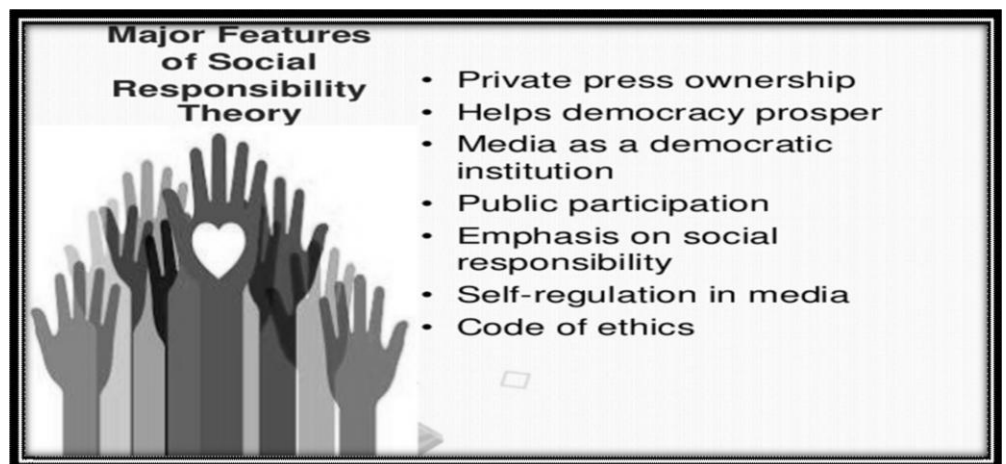 Major Features
of Social
Responsibility
Theory
• Private press ownership
• Helps democracy prosper
• Media as a democratic
institution
• Public participation
• Emphasis on social
responsibility
• Self-regulation in media
• Code of ethics